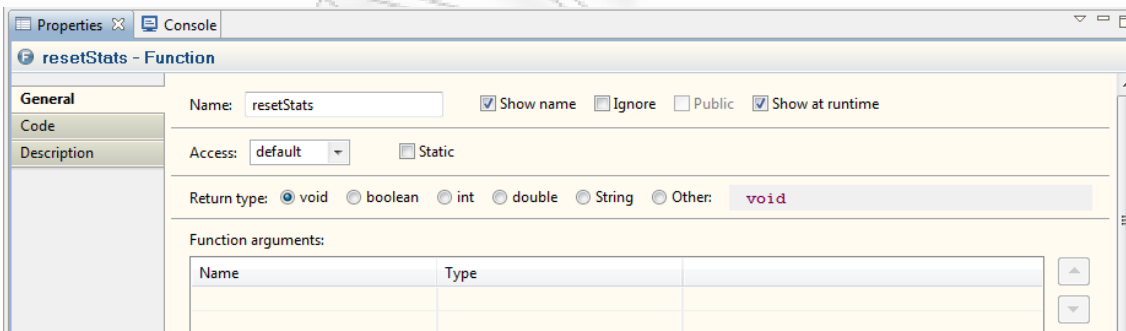 Properties Console
F resetStats - Function
General
Code
Description
Name: resetStats Show name Ignore Public Show at runtime
Access: default Static
Return type: void boolean int double String Other: void
Function arguments:
Name Type